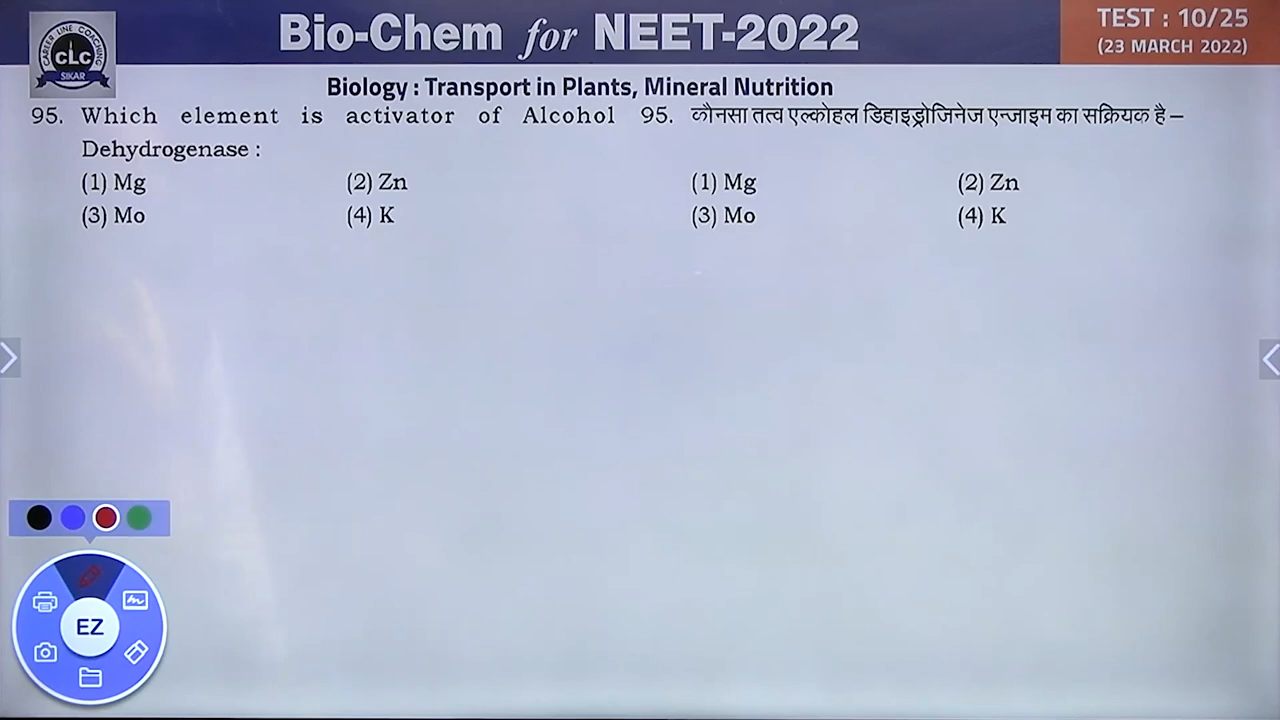 Bio-Chem for NEET-2022
TEST : 10/25
(23 MARCH 2022)
CAREER LINE COACHING
CLC
SIKAR
Biology : Transport in Plants, Mineral Nutrition
95. Which element is activator of Alcohol
Dehydrogenase :
(1) Mg (2) Zn
(3) Mo (4) K
95. कौनसा तत्व एल्कोहल डिहाइड्रोजिनेज एन्जाइम का सक्रियक है –
(1) Mg (2) Zn
(3) Mo (4) K
EZ